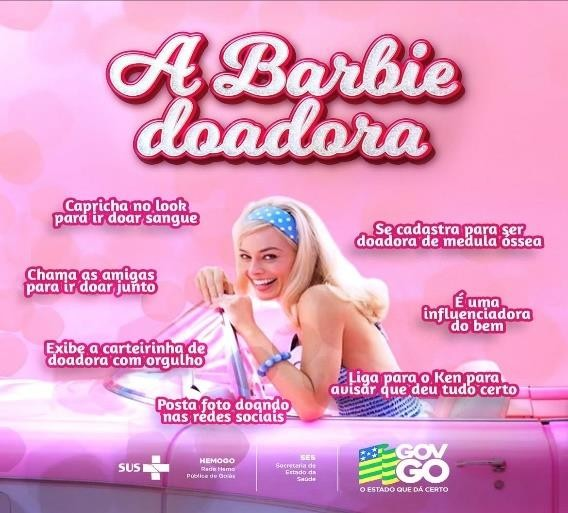 A Barbie
doadora
Capricha no look
para ir doar sangue
Se cadastra para ser
doadora de medula óssea
Chama as amigas
para ir doar junto
É uma
influenciadora
do bem
Exibe a carteirinha de
doadora com orgulho
Liga para o Ken para
avisar que deu tudo certo
Posta foto doando
nas redes sociais
SUS
HEMOGO
Rede Hemo
Pública de Goiás
SES
Secretaria de
Estado da
Saúde
GOV
GO
O ESTADO QUE DÁ CERTO